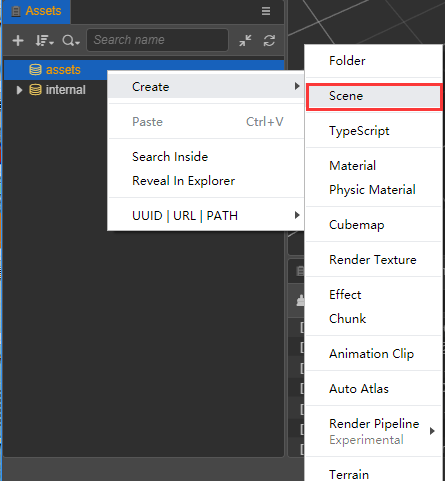 Assets
Search name
assets
internal
Create
Paste Ctrl+V
Search Inside
Reveal In Explorer
UUID | URL | PATH
Folder
Scene
TypeScript
Material
Physic Material
Cubemap
Render Texture
Effect
Chunk
Animation Clip
Auto Atlas
Render Pipeline
Experimental
Terrain